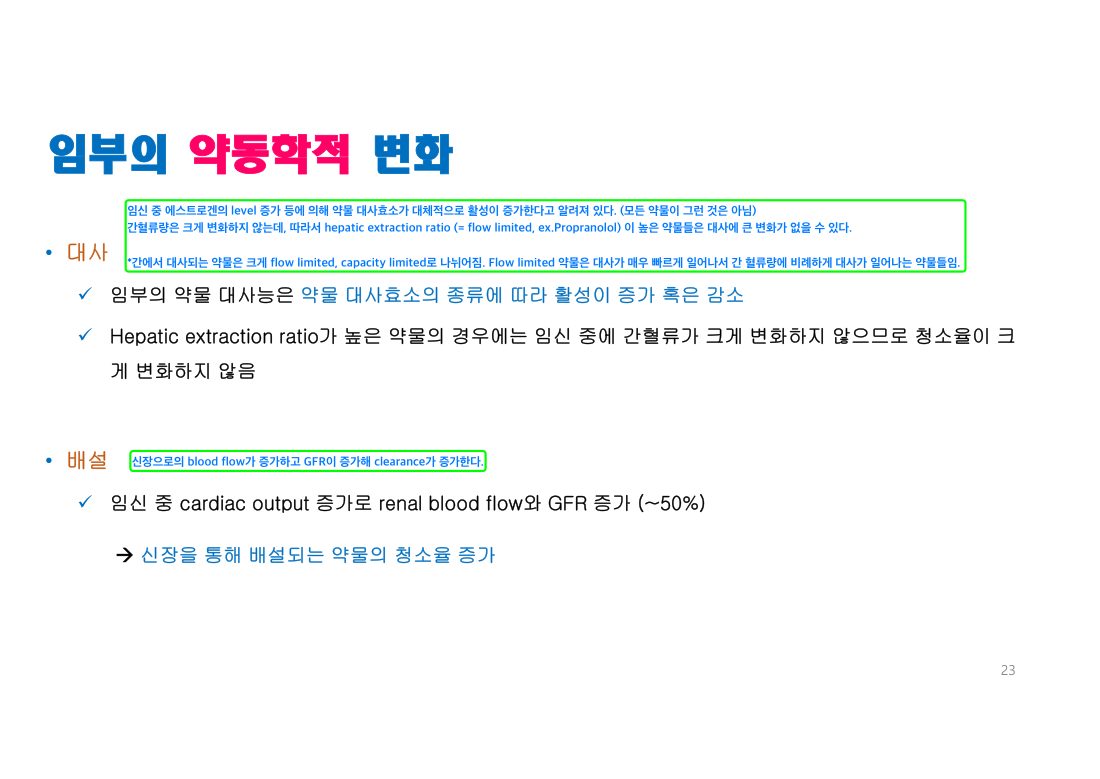 임부의 약동학적 변화
임신 중 에스트로겐의 level 증가 등에 의해 약물 대사효소가 대체적으로 활성이 증가한다고 알려져 있다. (모든 약물이 그런 것은 아님)
간혈류량은 크게 변화하지 않는데, 따라서 hepatic extraction ratio (= flow limited, ex.Propranolol) 이 높은 약물들은 대사에 큰 변화가 없을 수 있다.
• 대사
*간에서 대사되는 약물은 크게 flow limited, capacity limited로 나뉘어짐. Flow limited 약물은 대사가 매우 빠르게 일어나서 간 혈류량에 비례하게 대사가 일어나는 약물들임.
✓ 임부의 약물 대사능은 약물 대사효소의 종류에 따라 활성이 증가 혹은 감소
✓ Hepatic extraction ratio가 높은 약물의 경우에는 임신 중에 간혈류가 크게 변화하지 않으므로 청소율이 크
게 변화하지 않음
• 배설 신장으로의 blood flow가 증가하고 GFR이 증가해 clearance가 증가한다.
✓ 임신 중 cardiac output 증가로 renal blood flow와 GFR 증가 (~50%)
→ 신장을 통해 배설되는 약물의 청소율 증가
23